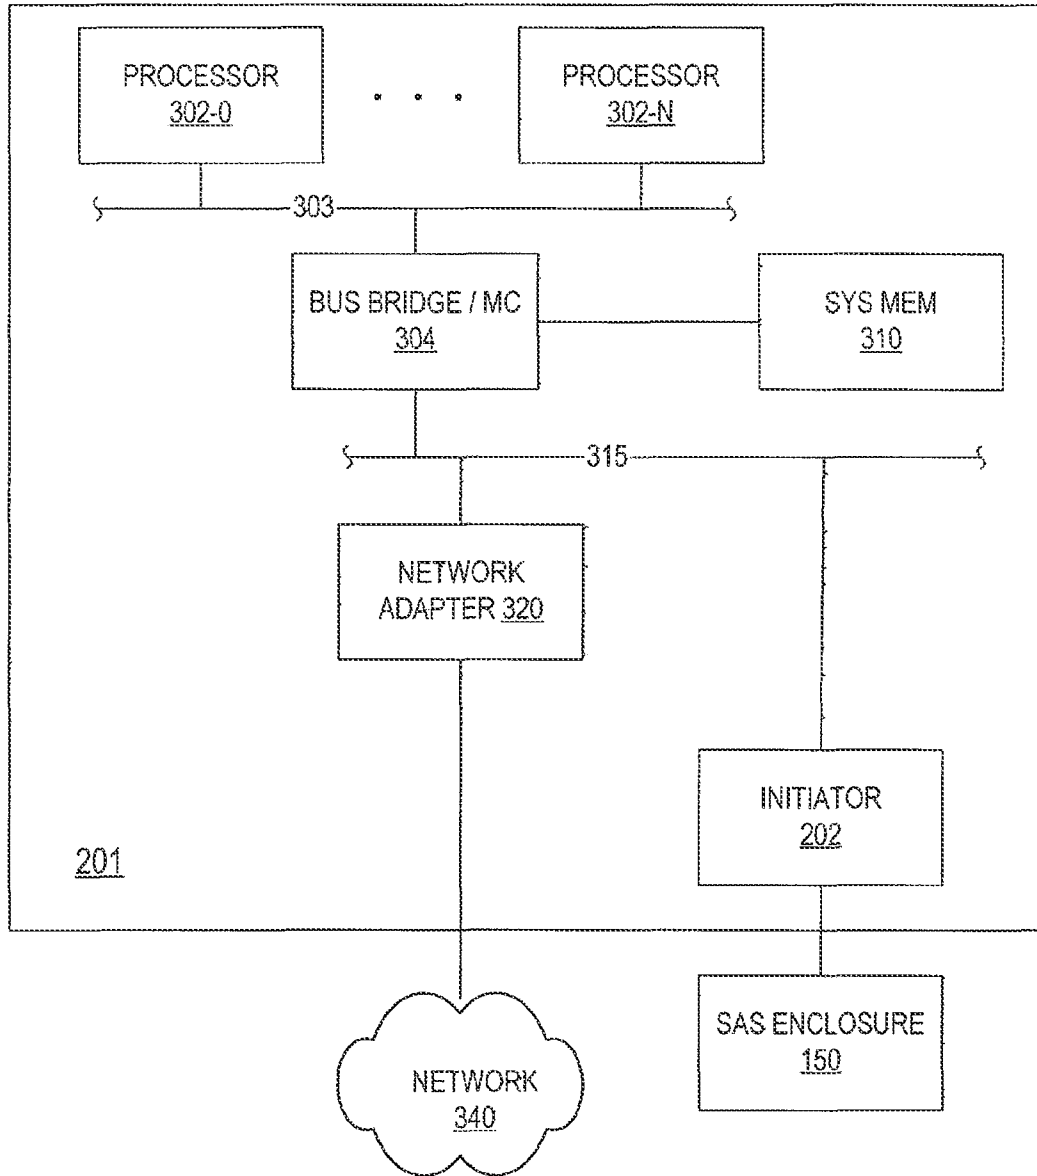 PROCESSOR
302-0
. . .
PROCESSOR
302-N
303
BUS BRIDGE / MC
304
SYS MEM
310
315
NETWORK
ADAPTER 320
INITIATOR
202
201
SAS ENCLOSURE
150
NETWORK
340